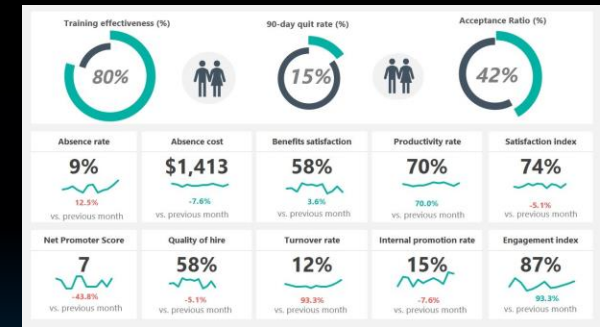 Training effectiveness (%)
90-day quit rate (%)
Acceptance Ratio (%)
80%
15%
42%
Absence rate
Absence cost
Benefits satisfaction
Productivity rate
Satisfaction index
9%
$1,413
58%
70%
74%
12.5%
-7.6%
3.6%
70.0%
-5.1%
vs. previous month
vs. previous month
vs. previous month
vs. previous month
vs. previous month
Net Promoter Score
Quality of hire
Turnover rate
Internal promotion rate
Engagement index
7
58%
12%
15%
87%
-43.8%
-5.1%
93.3%
-7.6%
93.3%
vs. previous month
vs. previous month
vs. previous month
vs. previous month
vs. previous month